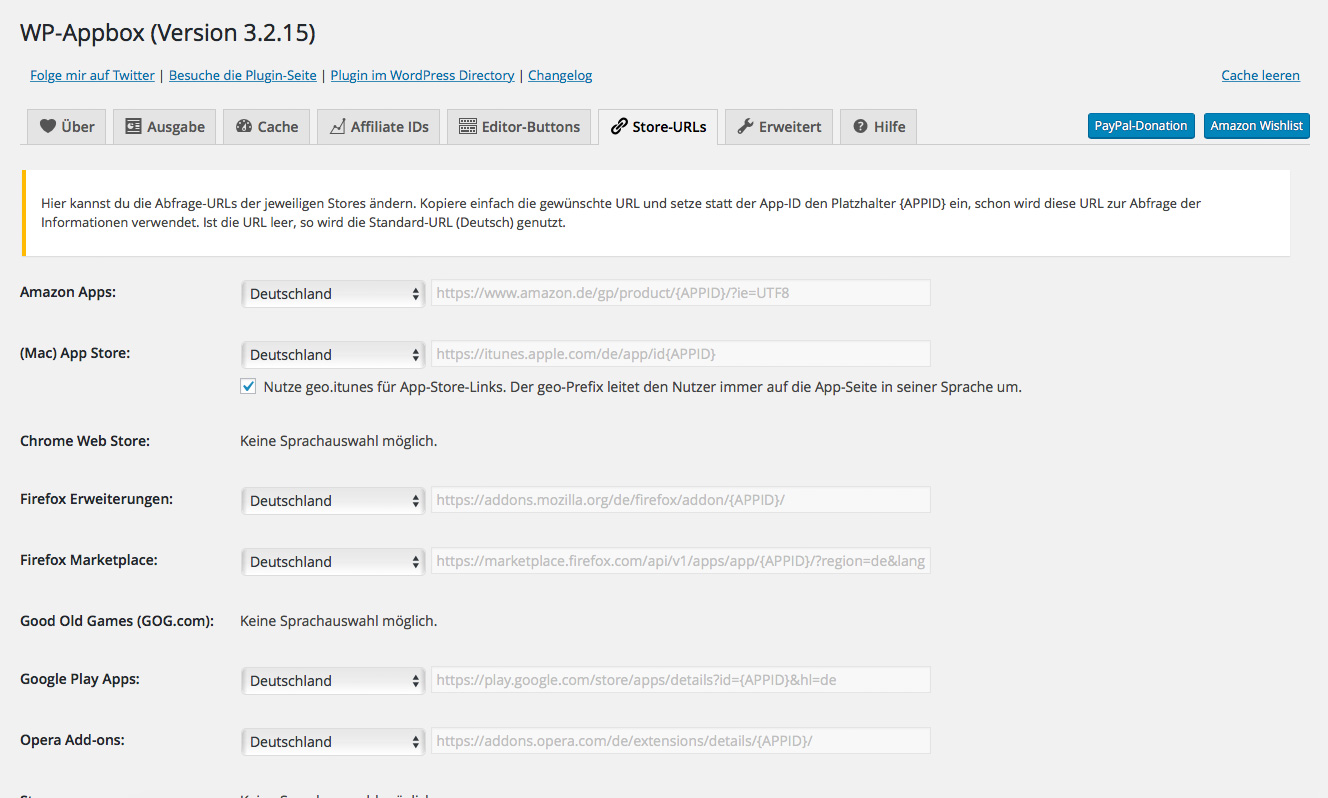 WP-Appbox (Version 3.2.15)
Folge mir auf Twitter | Besuche die Plugin-Seite | Plugin im WordPress Directory | Changelog
Cache leeren
Über
Ausgabe
Cache
Affiliate IDs
Editor-Buttons
Store-URLs
Erweitert
Hilfe
PayPal-Donation
Amazon Wishlist
Hier kannst du die Abfrage-URLs der jeweiligen Stores ändern. Kopiere einfach die gewünschte URL und setze statt der App-ID den Platzhalter {APPID} ein, schon wird diese URL zur Abfrage der
Informationen verwendet. Ist die URL leer, so wird die Standard-URL (Deutsch) genutzt.
Amazon Apps:
Deutschland
https://www.amazon.de/gp/product/{APPID}/?ie=UTF8
(Mac) App Store:
Deutschland
https://itunes.apple.com/de/app/id{APPID}
Nutze geo.itunes für App-Store-Links. Der geo-Prefix leitet den Nutzer immer auf die App-Seite in seiner Sprache um.
Chrome Web Store:
Keine Sprachauswahl möglich.
Firefox Erweiterungen:
Deutschland
https://addons.mozilla.org/de/firefox/addon/{APPID}/
Firefox Marketplace:
Deutschland
https://marketplace.firefox.com/api/v1/apps/app/{APPID}/?region=de&lang
Good Old Games (GOG.com):
Keine Sprachauswahl möglich.
Google Play Apps:
Deutschland
https://play.google.com/store/apps/details?id={APPID}&hl=de
Opera Add-ons:
Deutschland
https://addons.opera.com/de/extensions/details/{APPID}/